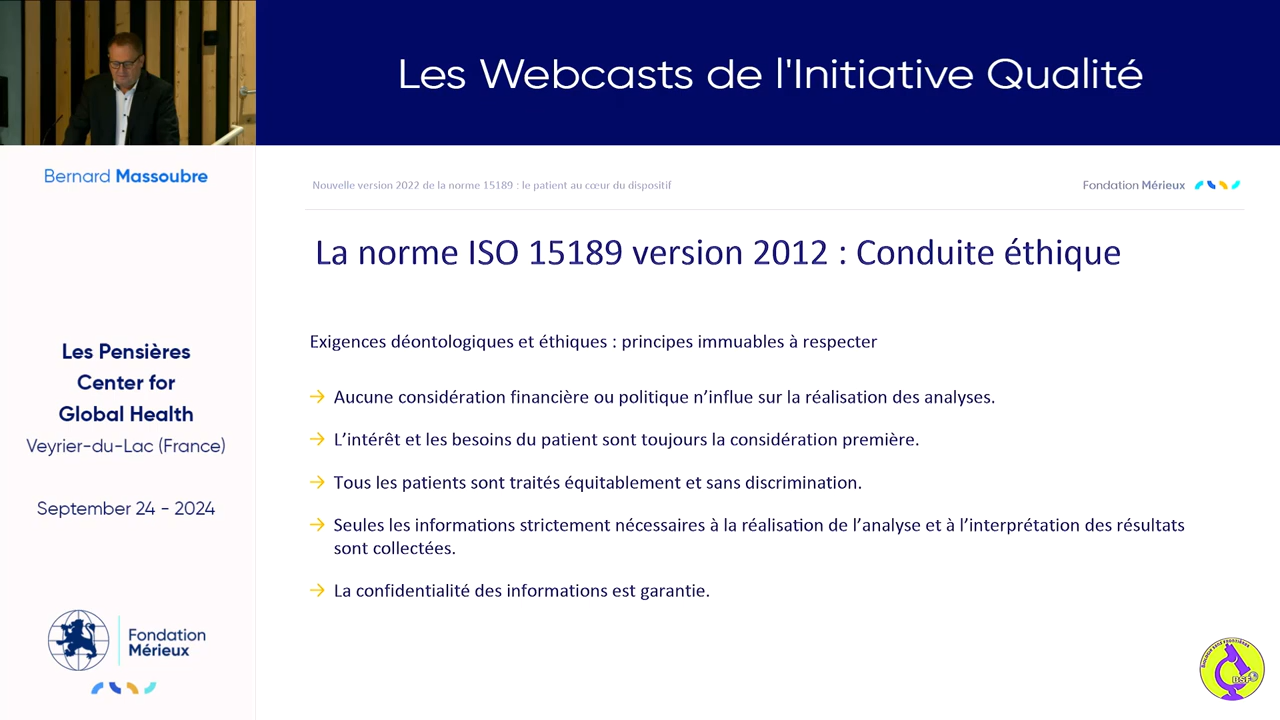 Les Webcasts de l'Initiative Qualité
Bernard Massoubre
Les Pensières
Center for
Global Health
Veyrier-du-Lac (France)
September 24 - 2024
Fondation
Mérieux
Nouvelle version 2022 de la norme 15189 : le patient au cœur du dispositif
Fondation Mérieux
La norme ISO 15189 version 2012 : Conduite éthique
Exigences déontologiques et éthiques : principes immuables à respecter
→ Aucune considération financière ou politique n’influe sur la réalisation des analyses.
→ L’intérêt et les besoins du patient sont toujours la considération première.
→ Tous les patients sont traités équitablement et sans discrimination.
→ Seules les informations strictement nécessaires à la réalisation de l’analyse et à l’interprétation des résultats
sont collectées.
→ La confidentialité des informations est garantie.
BSF